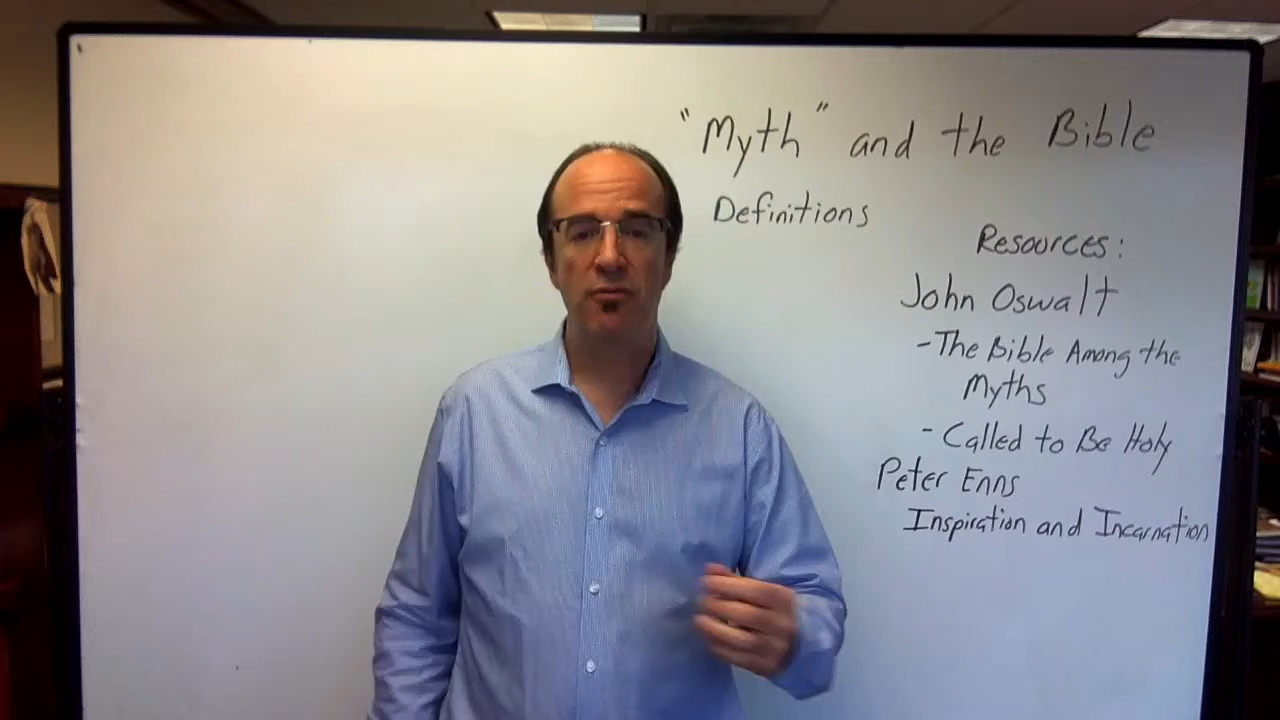 "Myth" and the Bible
Definitions
Resources:
John Oswalt
- The Bible Among the
Myths
- Called to Be Holy
Peter Enns
Inspiration and Incarnation